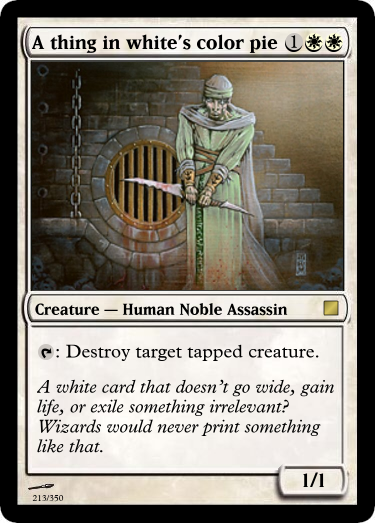 A thing in white's color pie 1
Creature — Human Noble Assassin
: Destroy target tapped creature.
A white card that doesn't go wide, gain
life, or exile something irrelevant?
Wizards would never print something
like that.
1/1
213/350